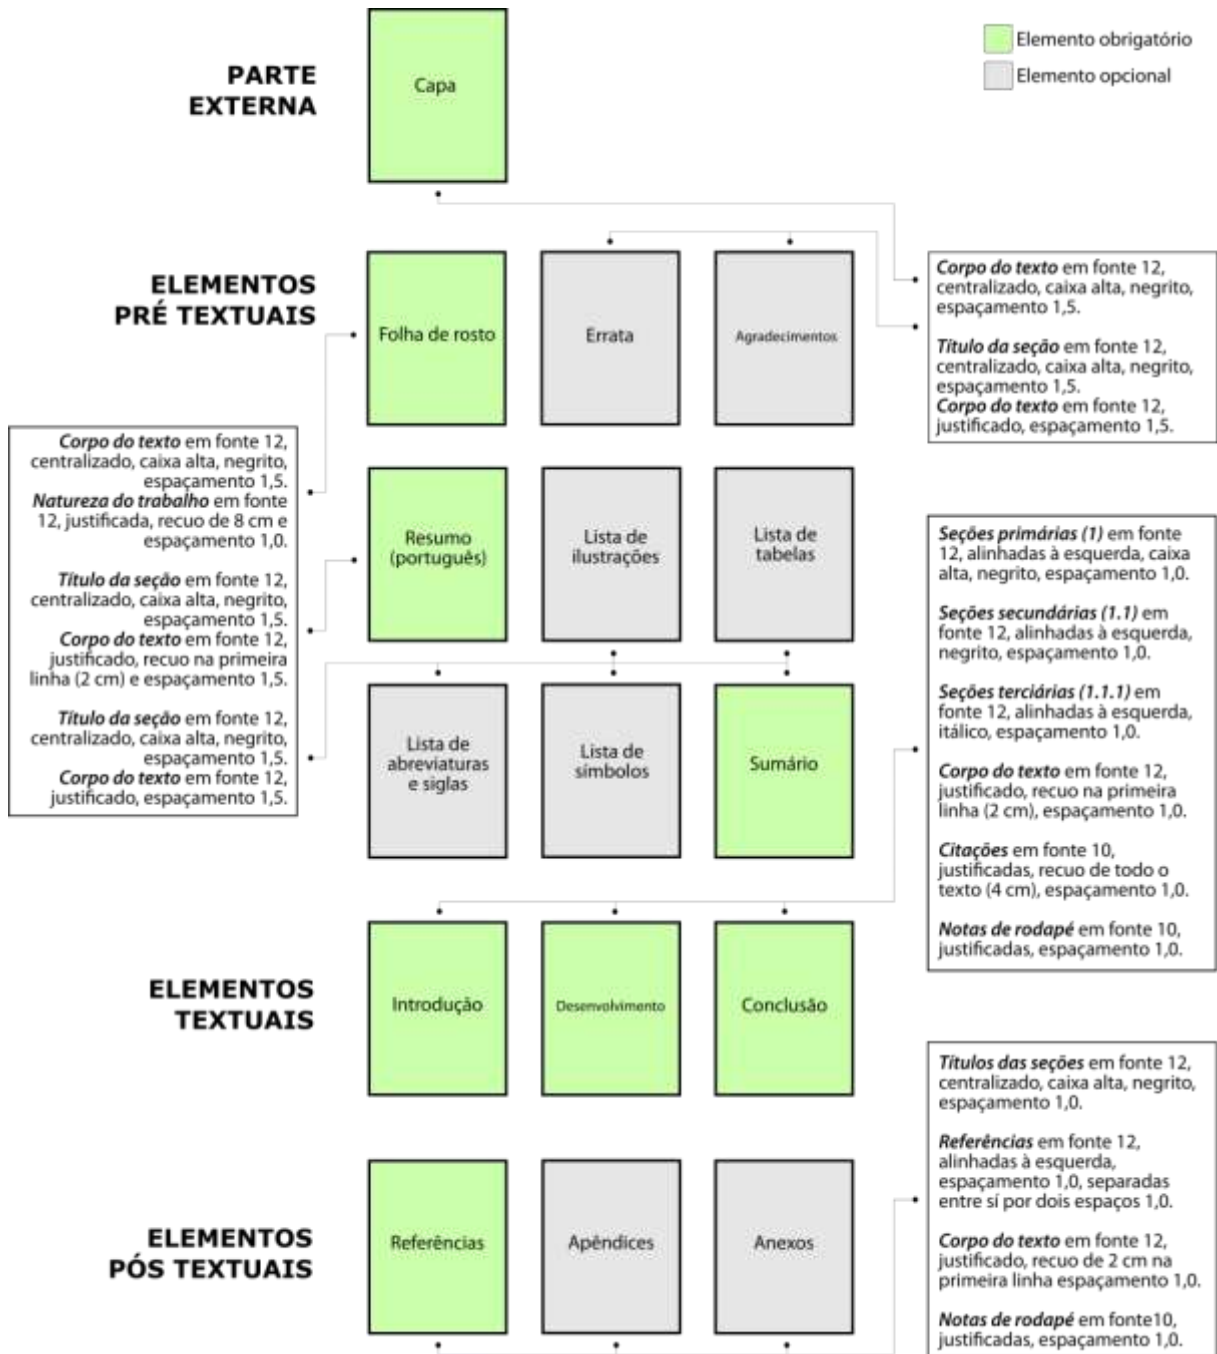 Elemento obrigatório
Elemento opcional
PARTE
EXTERNA
Capa
ELEMENTOS
PRÉ TEXTUAIS
Folha de rosto
Errata
Agradecimentos
Corpo do texto em fonte 12,
centralizado, caixa alta, negrito,
espaçamento 1,5.
Título da seção em fonte 12,
centralizado, caixa alta, negrito,
espaçamento 1,5.
Corpo do texto em fonte 12,
justificado, espaçamento 1,5.
Corpo do texto em fonte 12,
centralizado, caixa alta, negrito,
espaçamento 1,5.
Natureza do trabalho em fonte
12, justificada, recuo de 8 cm e
espaçamento 1,0.
Título da seção em fonte 12,
centralizado, caixa alta, negrito,
espaçamento 1,5.
Corpo do texto em fonte 12,
justificado, recuo na primeira
linha (2 cm) e espaçamento 1,5.
Título da seção em fonte 12,
centralizado, caixa alta, negrito,
espaçamento 1,5.
Corpo do texto em fonte 12,
justificado, espaçamento 1,5.
Resumo
(português)
Lista de
ilustrações
Lista de
tabelas
Lista de
abreviaturas
e siglas
Lista de
símbolos
Sumário
Seções primárias (1) em fonte
12, alinhadas à esquerda, caixa
alta, negrito, espaçamento 1,0.
Seções secundárias (1.1) em
fonte 12, alinhadas à esquerda,
negrito, espaçamento 1,0.
Seções terciárias (1.1.1) em
fonte 12, alinhadas à esquerda,
itálico, espaçamento 1,0.
Corpo do texto em fonte 12,
justificado, recuo na primeira
linha (2 cm), espaçamento 1,0.
Citações em fonte 10,
justificadas, recuo de todo o
texto (4 cm), espaçamento 1,0.
Notas de rodapé em fonte 10,
justificadas, espaçamento 1,0.
ELEMENTOS
TEXTUAIS
Introdução
Desenvolvimento
Conclusão
ELEMENTOS
PÓS TEXTUAIS
Referências
Apêndices
Anexos
Títulos das seções em fonte 12,
centralizado, caixa alta, negrito,
espaçamento 1,0.
Referências em fonte 12,
alinhadas à esquerda,
espaçamento 1,0, separadas
entre sí por dois espaços 1,0.
Corpo do texto em fonte 12,
justificado, recuo de 2 cm na
primeira linha espaçamento 1,0.
Notas de rodapé em fonte10,
justificadas, espaçamento 1,0.